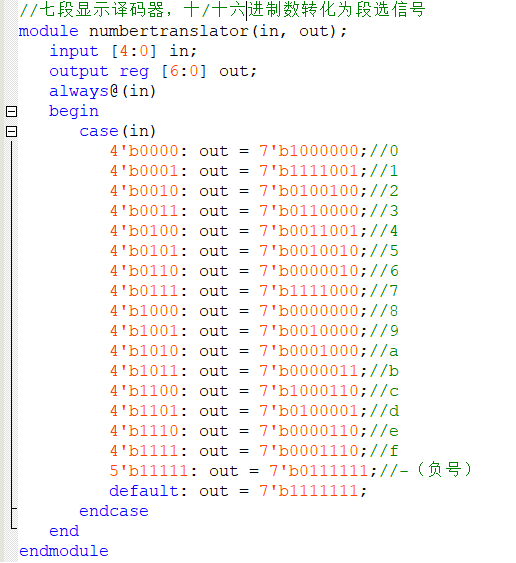 //七段显示译码器，十/十六进制数转化为段选信号
module numbertranslator(in, out);
input [4:0] in;
output reg [6:0] out;
always@(in)
begin
case(in)
4'b0000: out = 7'b1000000;//0
4'b0001: out = 7'b1111001;//1
4'b0010: out = 7'b0100100;//2
4'b0011: out = 7'b0110000;//3
4'b0100: out = 7'b0011001;//4
4'b0101: out = 7'b0010010;//5
4'b0110: out = 7'b0000010;//6
4'b0111: out = 7'b1111000;//7
4'b1000: out = 7'b0000000;//8
4'b1001: out = 7'b0010000;//9
4'b1010: out = 7'b0001000;//a
4'b1011: out = 7'b0000011;//b
4'b1100: out = 7'b1000110;//c
4'b1101: out = 7'b0100001;//d
4'b1110: out = 7'b0000110;//e
4'b1111: out = 7'b0001110;//f
5'b11111: out = 7'b0111111;//-（负号）
default: out = 7'b1111111;
endcase
end
endmodule